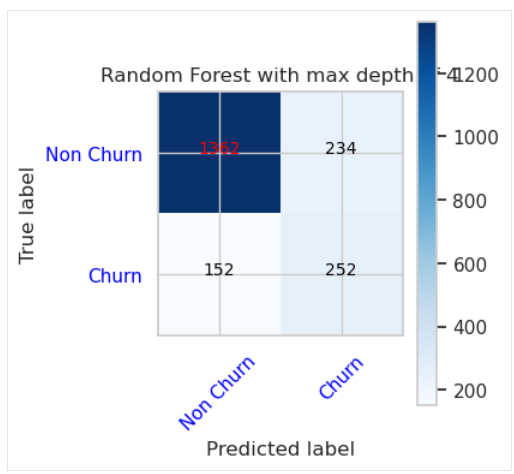 Random Forest with max depth
4
1200
1000
800
600
400
200
True label
Non Churn
1362
234
Churn
152
252
Non Churn
Churn
Predicted label